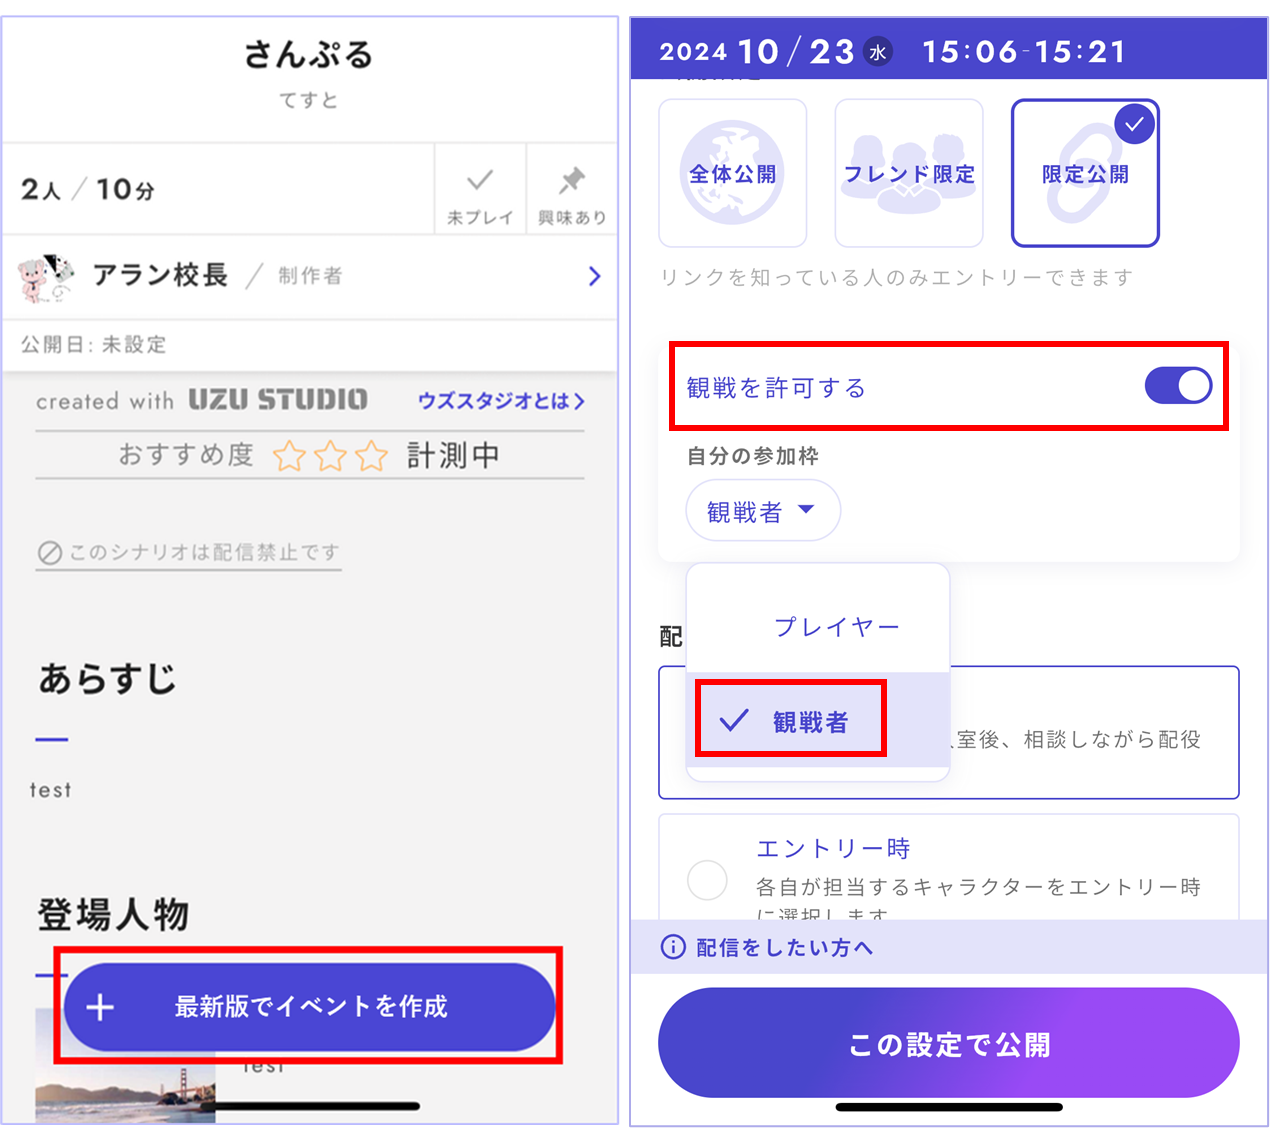 さんぷる
てすと
2人 / 10分
未プレイ
興味あり
アラン校長 / 制作者
公開日: 未設定
created with UZU STUDIO ウズスタジオとは
おすすめ度 計測中
このシナリオは配信禁止です
あらすじ
test
登場人物
最新版でイベントを作成
test
2024 10/23 水 15:06-15:21
全体公開
フレンド限定
限定公開
リンクを知っている人のみエントリーできます
観戦を許可する
自分の参加枠
観戦者
プレイヤー
配
観戦者
室後、相談しながら配役
エントリー時
各自が担当するキャラクターをエントリー時
に選択します
配信をしたい方へ
この設定で公開